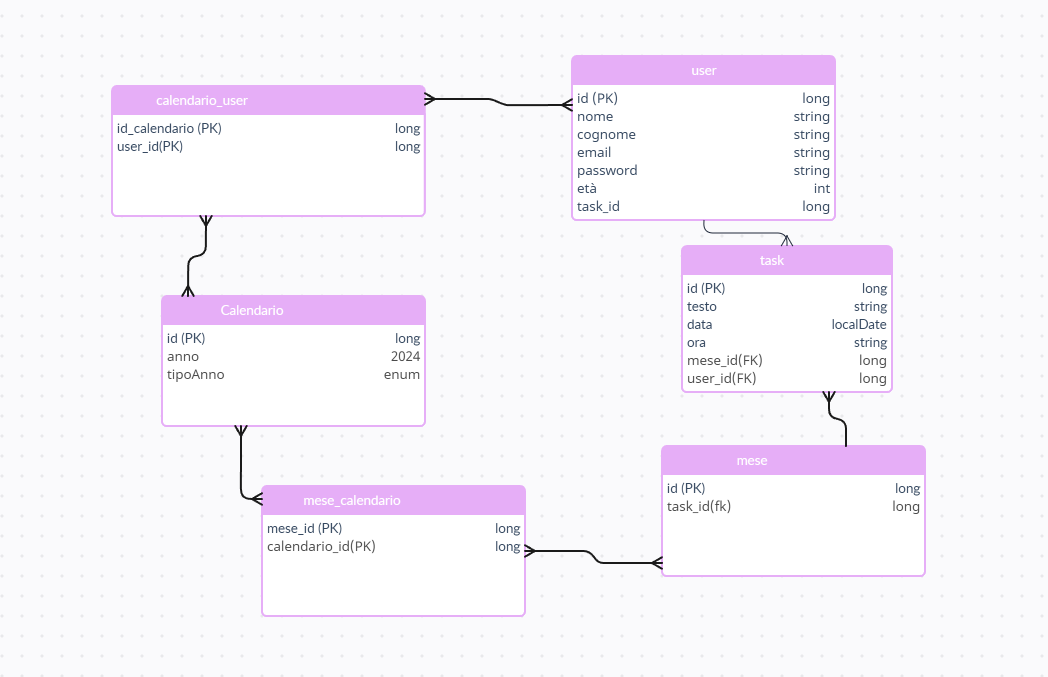 calendario_user
id_calendario (PK) long
user_id(PK) long
user
id (PK) long
nome string
cognome string
email string
password string
età int
task_id long
task
id (PK) long
testo string
data localDate
ora string
mese_id(FK) long
user_id(FK) long
Calendario
id (PK) long
anno 2024
tipoAnno enum
mese_calendario
mese_id (PK) long
calendario_id(PK) long
mese
id (PK) long
task_id(fk) long